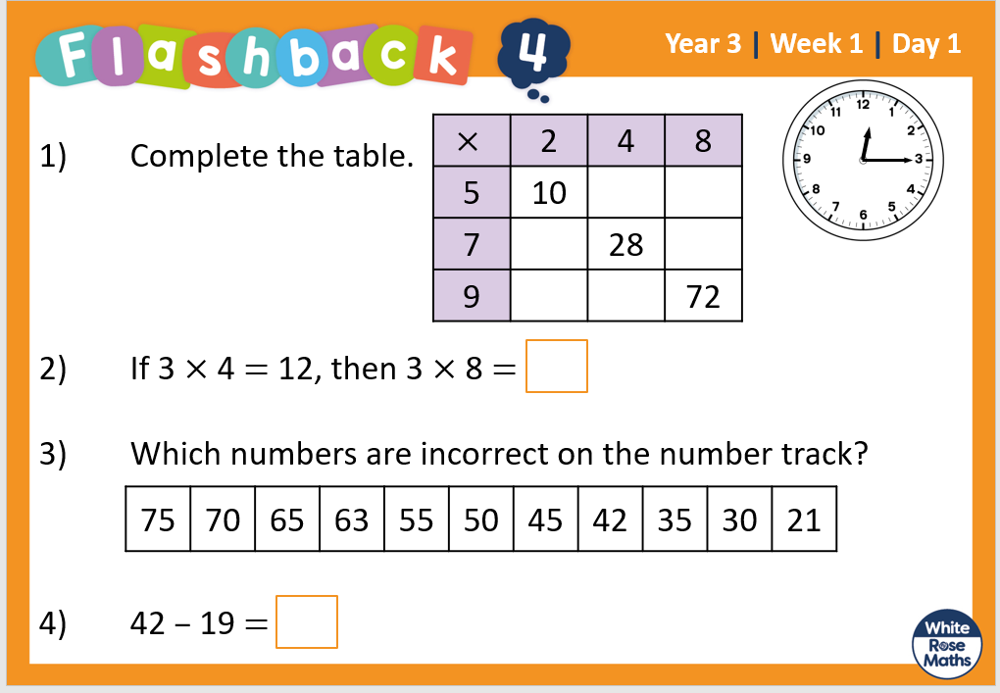 Flashback 4
Year 3 | Week 1 | Day 1
1) Complete the table.
× 2 4 8
5 10
7 28
9 72
12
1
2
3
4
5
6
7
8
9
10
11
2) If 3 × 4 = 12, then 3 × 8 =
3) Which numbers are incorrect on the number track?
75 70 65 63 55 50 45 42 35 30 21
4) 42 – 19 =
White
Rose
Maths